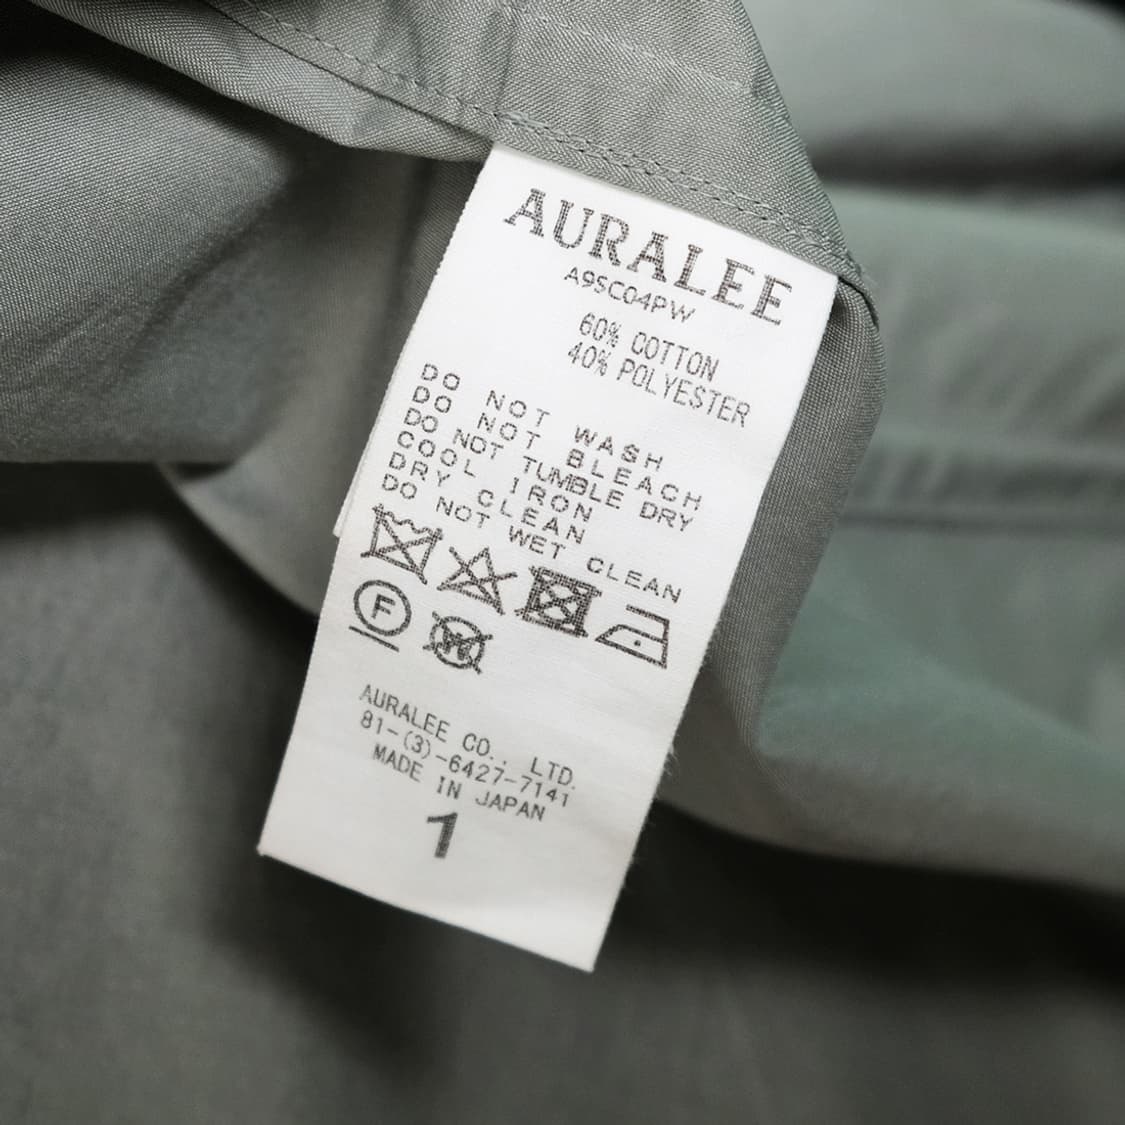 AURALEE
A9SC04PW
60% COTTON
40% POLYESTER
DO NOT WASH
DO NOT BLEACH
DO NOT TUMBLE DRY
COOL IRON
DRY CLEAN
DO NOT WET CLEAN
F
W
AURALEE CO., LTD.
81-(3)-6427-7141
MADE IN JAPAN
1